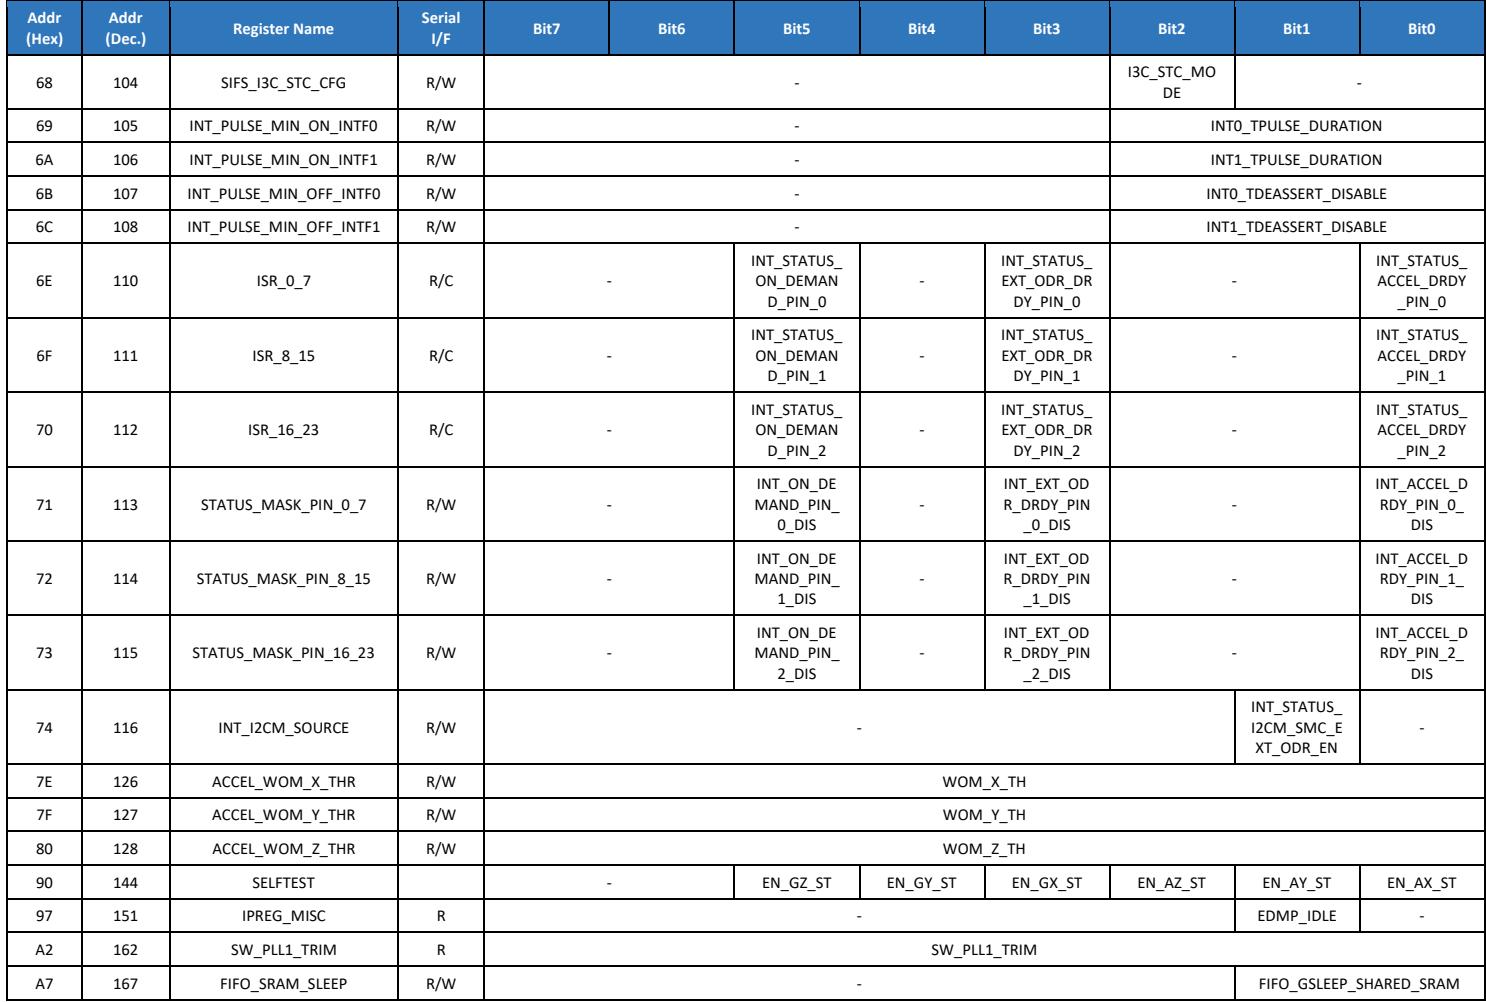 Addr (Hex) Addr (Dec.) Register Name Serial I/F Bit7 Bit6 Bit5 Bit4 Bit3 Bit2 Bit1 Bit0
68 104 SIFS_I3C_STC_CFG R/W - I3C_STC_MODE -
69 105 INT_PULSE_MIN_ON_INTF0 R/W - INT0_TPULSE_DURATION
6A 106 INT_PULSE_MIN_ON_INTF1 R/W - INT1_TPULSE_DURATION
6B 107 INT_PULSE_MIN_OFF_INTF0 R/W - INT0_TDEASSERT_DISABLE
6C 108 INT_PULSE_MIN_OFF_INTF1 R/W - INT1_TDEASSERT_DISABLE
6E 110 ISR_0_7 R/C - INT_STATUS_ON_DEMAND_PIN_0 - INT_STATUS_EXT_ODR_DRDY_PIN_0 - INT_STATUS_ACCEL_DRDY_PIN_0
6F 111 ISR_8_15 R/C - INT_STATUS_ON_DEMAND_PIN_1 - INT_STATUS_EXT_ODR_DRDY_PIN_1 - INT_STATUS_ACCEL_DRDY_PIN_1
70 112 ISR_16_23 R/C - INT_STATUS_ON_DEMAND_PIN_2 - INT_STATUS_EXT_ODR_DRDY_PIN_2 - INT_STATUS_ACCEL_DRDY_PIN_2
71 113 STATUS_MASK_PIN_0_7 R/W - INT_ON_DEMAND_PIN_0_DIS - INT_EXT_ODR_DRDY_PIN_0_DIS - INT_ACCEL_DRDY_PIN_0_DIS
72 114 STATUS_MASK_PIN_8_15 R/W - INT_ON_DEMAND_PIN_1_DIS - INT_EXT_ODR_DRDY_PIN_1_DIS - INT_ACCEL_DRDY_PIN_1_DIS
73 115 STATUS_MASK_PIN_16_23 R/W - INT_ON_DEMAND_PIN_2_DIS - INT_EXT_ODR_DRDY_PIN_2_DIS - INT_ACCEL_DRDY_PIN_2_DIS
74 116 INT_I2CM_SOURCE R/W - INT_STATUS_I2CM_SMC_EXT_ODR_EN -
7E 126 ACCEL_WOM_X_THR R/W WOM_X_TH
7F 127 ACCEL_WOM_Y_THR R/W WOM_Y_TH
80 128 ACCEL_WOM_Z_THR R/W WOM_Z_TH
90 144 SELFTEST - EN_GZ_ST EN_GY_ST EN_GX_ST EN_AZ_ST EN_AY_ST EN_AX_ST
97 151 IPREG_MISC R - EDMP_IDLE -
A2 162 SW_PLL1_TRIM R SW_PLL1_TRIM
A7 167 FIFO_SRAM_SLEEP R/W - FIFO_GSLEEP_SHARED_SRAM